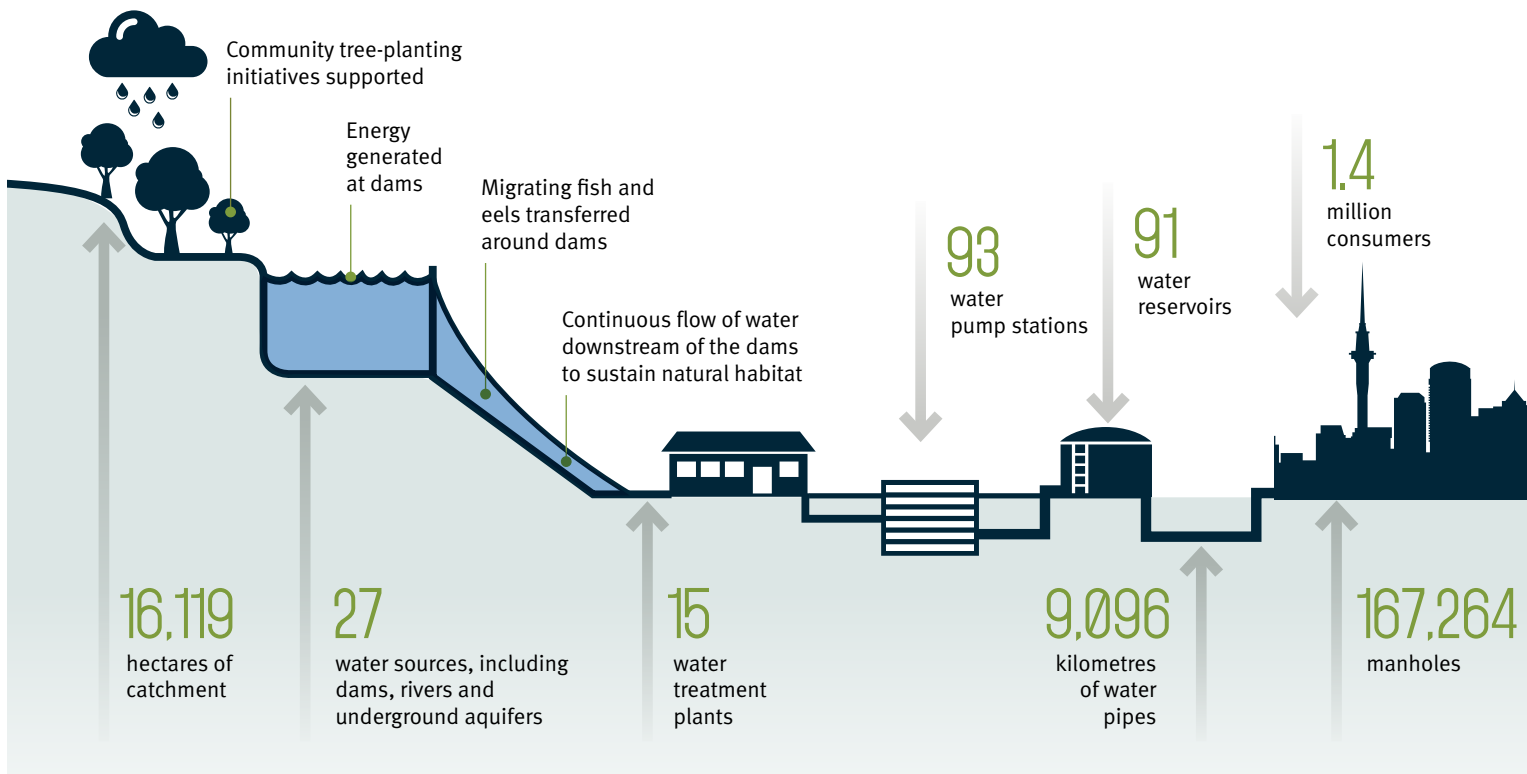 Community tree-planting
initiatives supported
Energy
generated
at dams
Migrating fish and
eels transferred
around dams
Continuous flow of water
downstream of the dams
to sustain natural habitat
93
water
pump stations
91
water
reservoirs
1.4
million
consumers
16,119
hectares of
catchment
27
water sources, including
dams, rivers and
underground aquifers
15
water
treatment
plants
9,096
kilometres
of water
pipes
167,264
manholes